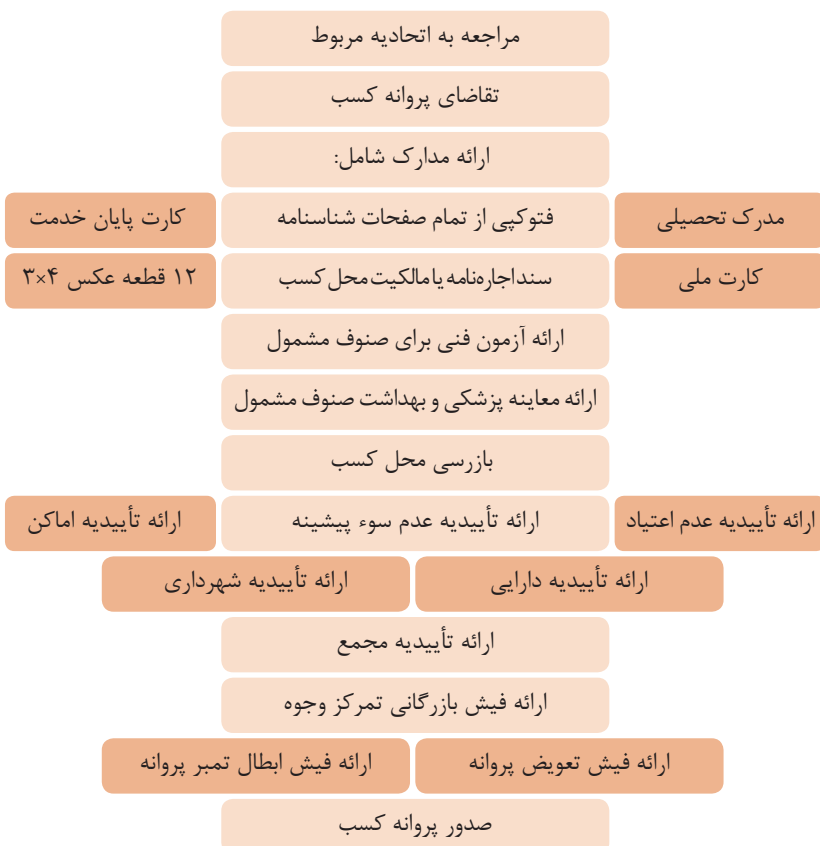 مراجعه به اتحادیه مربوط
تقاضای پروانه کسب
ارائه مدارک شامل:
مدرک تحصیلی
فتوکپی از تمام صفحات شناسنامه
کارت پایان خدمت
کارت ملی
سند اجاره‌نامه یا مالکیت محل کسب
۱۲ قطعه عکس ۴×۳
ارائه آزمون فنی برای صنوف مشمول
ارائه معاینه پزشکی و بهداشت صنوف مشمول
بازرسی محل کسب
ارائه تأییدیه عدم اعتیاد
ارائه تأییدیه عدم سوء پیشینه
ارائه تأییدیه اماکن
ارائه تأییدیه دارایی
ارائه تأییدیه شهرداری
ارائه تأییدیه مجمع
ارائه فیش بازرگانی تمرکز وجوه
ارائه فیش تعویض پروانه
ارائه فیش ابطال تمبر پروانه
صدور پروانه کسب